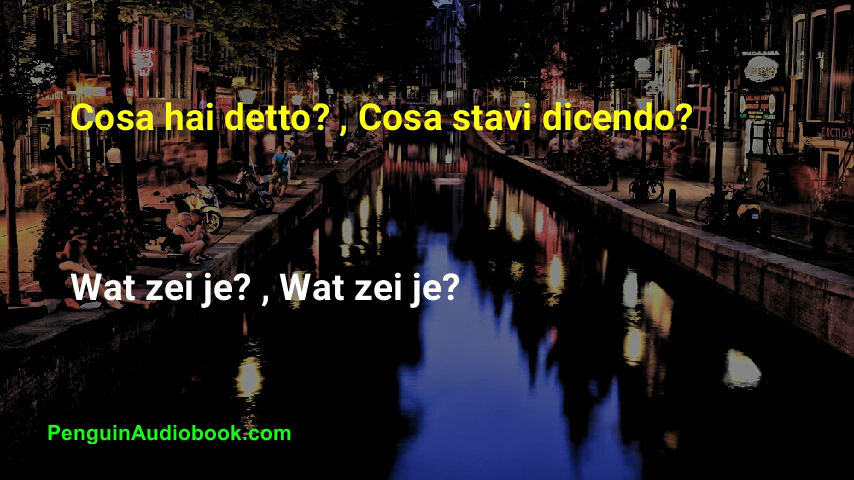 Cosa hai detto? , Cosa stavi dicendo?
Wat zei je? , Wat zei je?
PenguinAudiobook.com